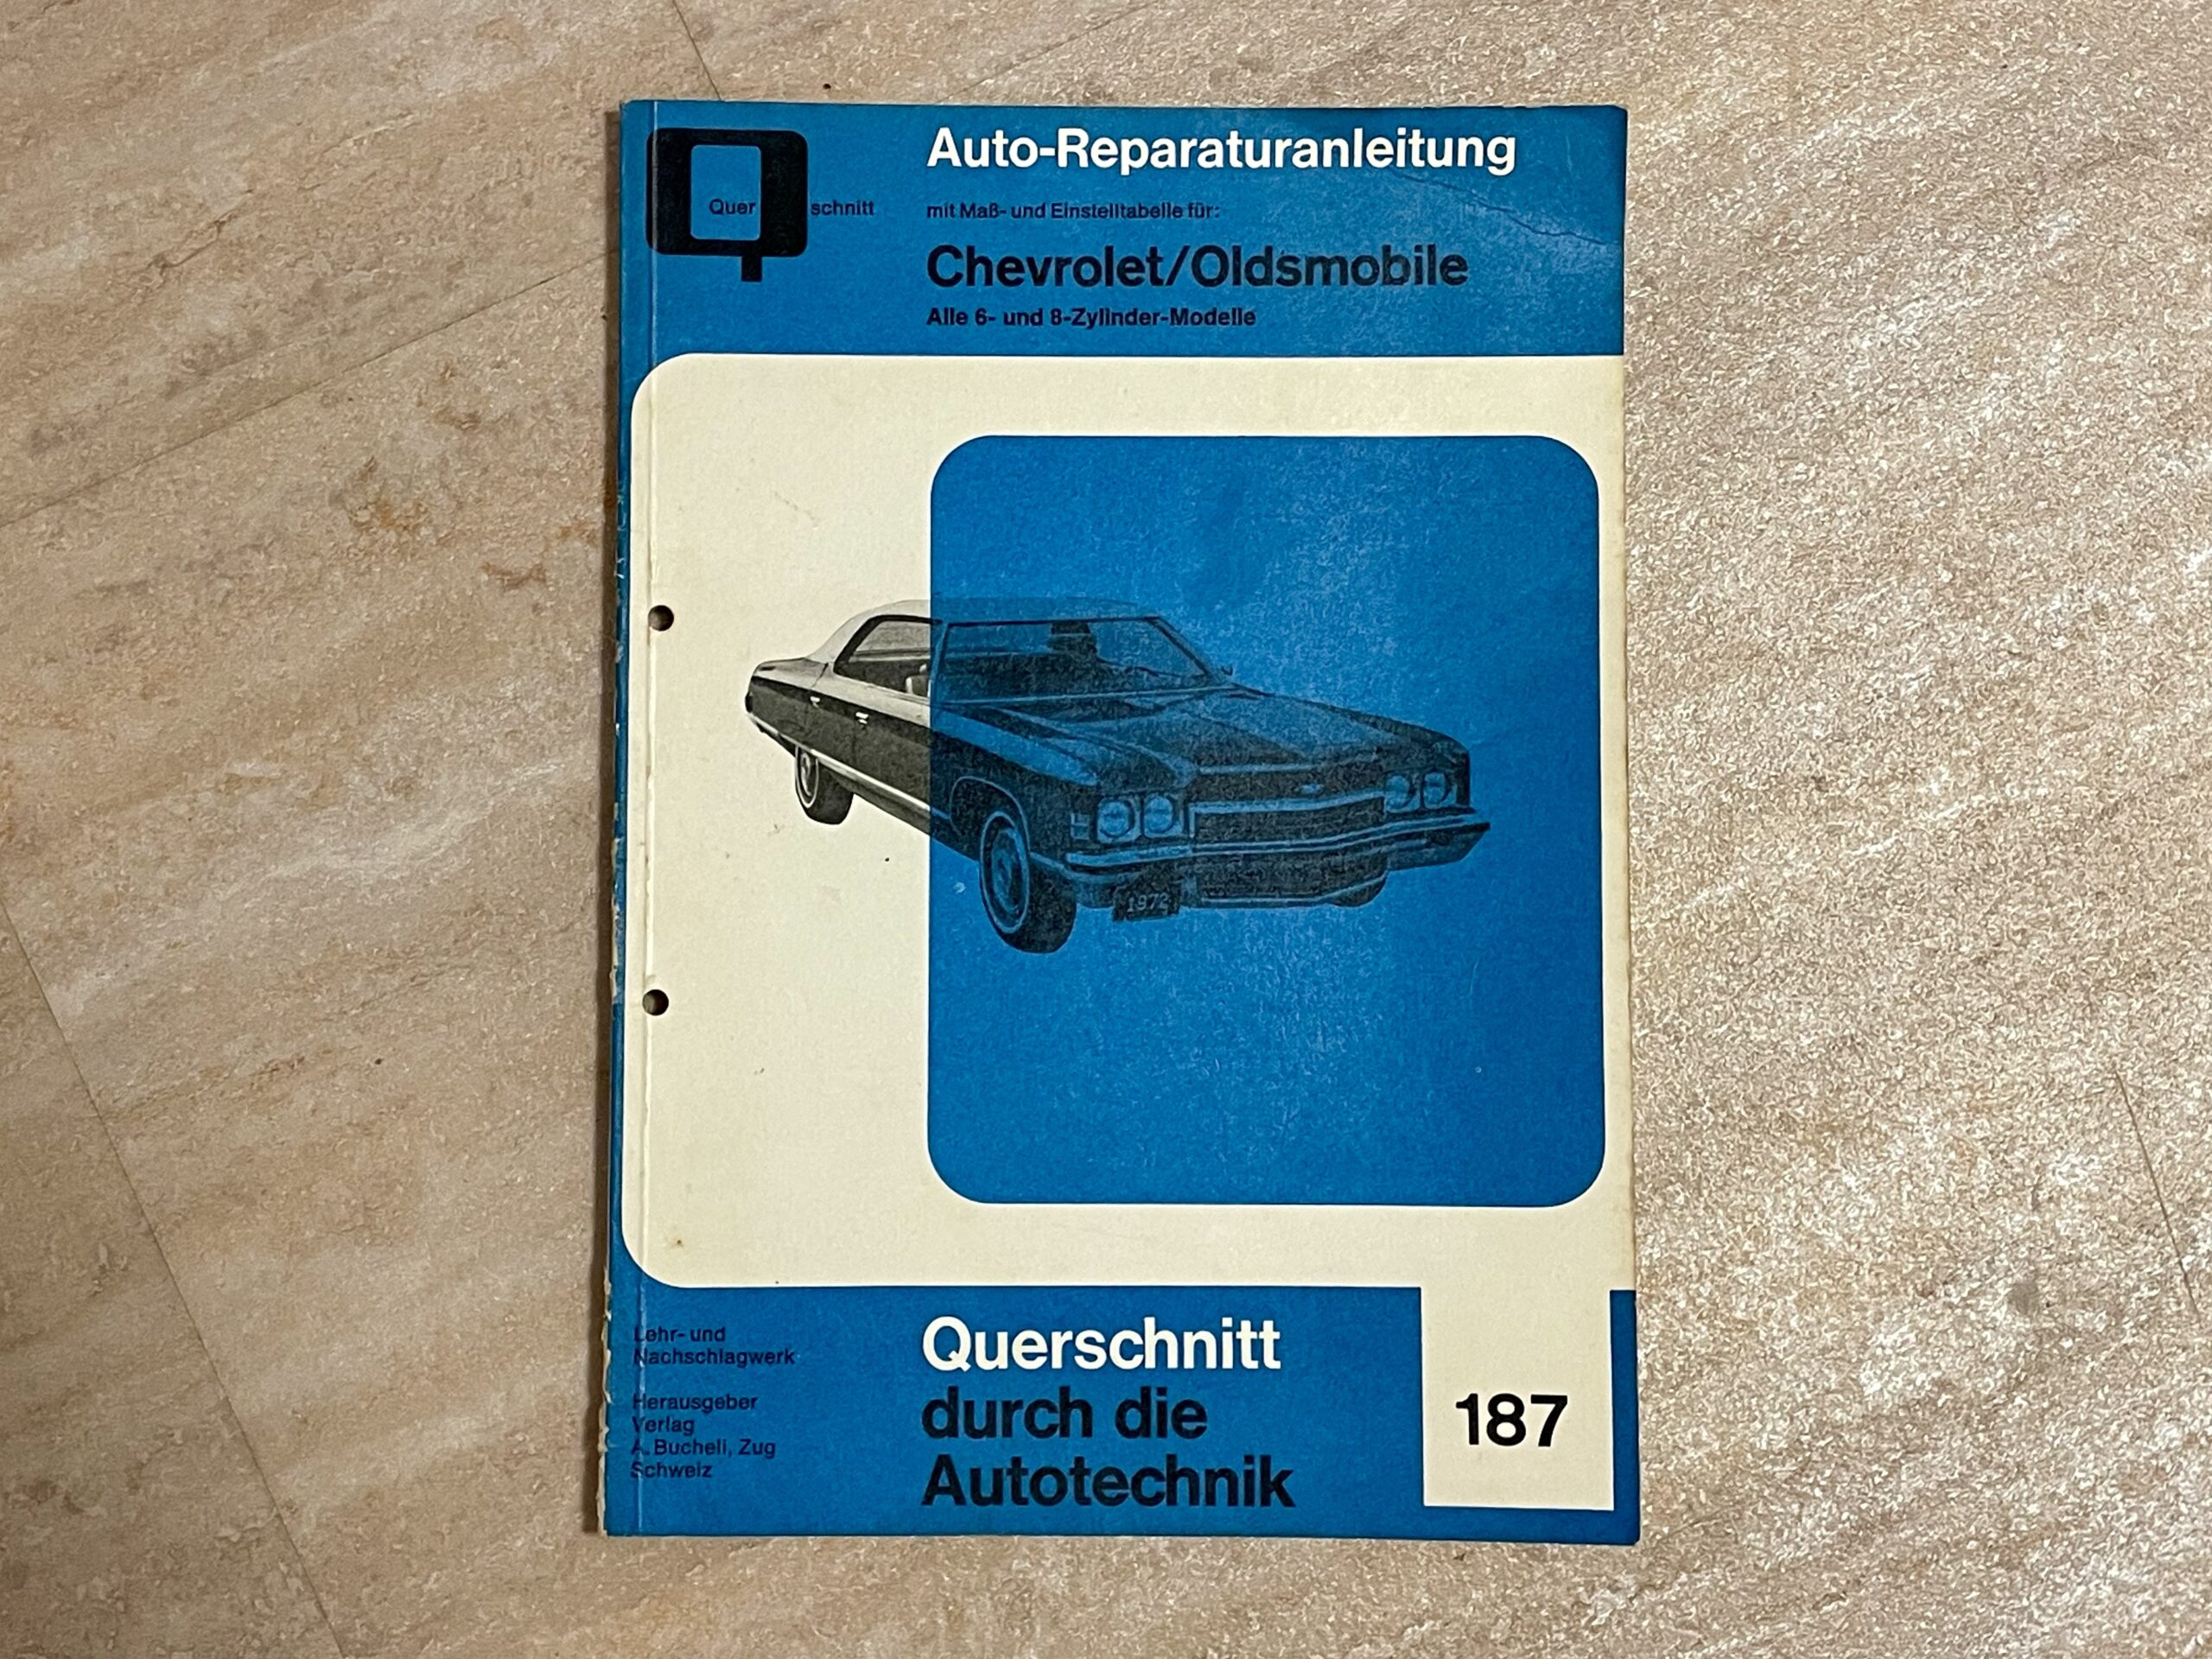 Quer schnitt
Auto-Reparaturanleitung
mit Maß- und Einstelltabelle für:
Chevrolet/Oldsmobile
Alle 6- und 8-Zylinder-Modelle
1972
Lehr- und
Nachschlagwerk
Herausgeber
Verlag
A. Bucheli, Zug
Schweiz
Querschnitt
durch die
Autotechnik
187